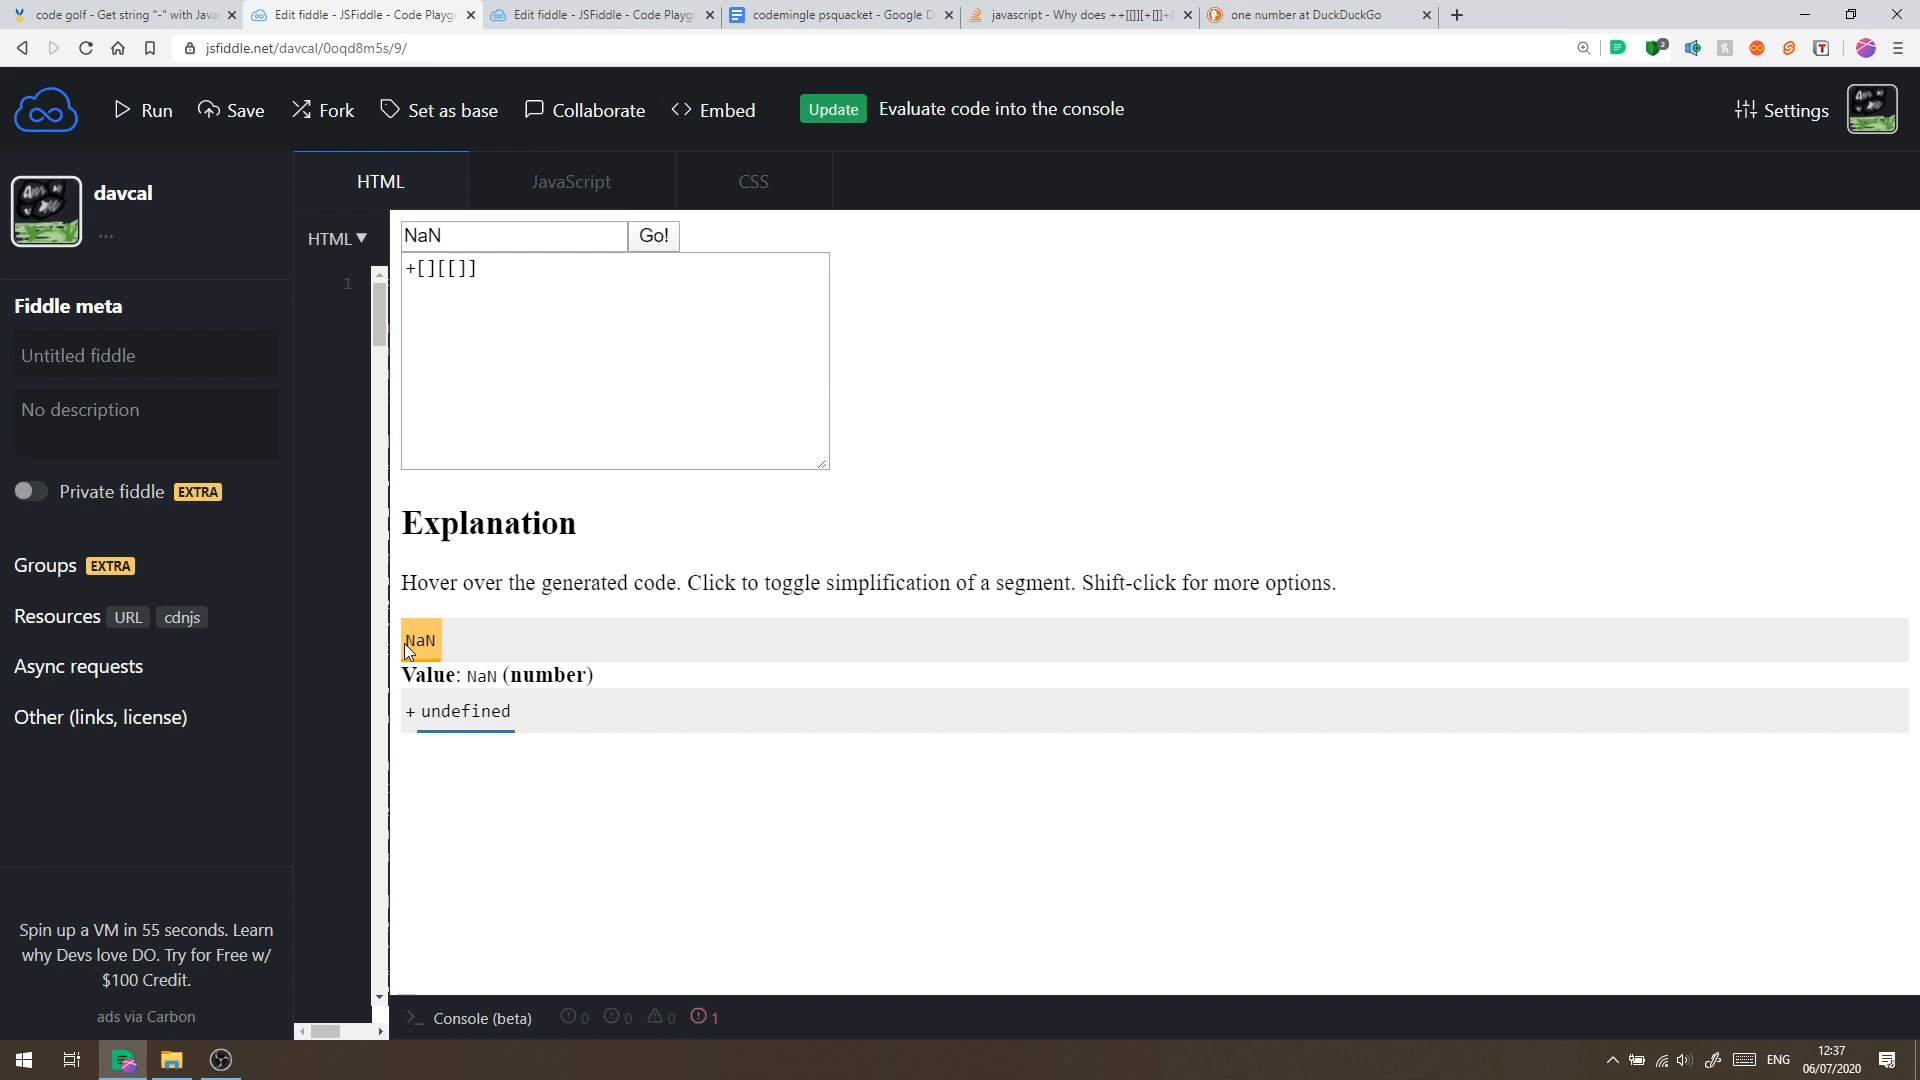 code golf - Get string "-" with Java
Edit fiddle - JSFiddle - Code Playgr
Edit fiddle - JSFiddle - Code Playgr
codemingle psquacket - Google D
javascript - Why does ++[[]][+[]]+
one number at DuckDuckGo
jsfiddle.net/davcal/0oqd8m5s/9/
2
Run
Save
Fork
Set as base
Collaborate
Embed
Update
Evaluate code into the console
Settings
davcal
...
HTML
JavaScript
CSS
HTML▼
1
NaN
Go!
+[][[]]
Fiddle meta
Untitled fiddle
No description
Private fiddle EXTRA
Groups EXTRA
Resources URL cdnjs
Async requests
Other (links, license)
Explanation
Hover over the generated code. Click to toggle simplification of a segment. Shift-click for more options.
NaN
Value: NaN (number)
+ undefined
Spin up a VM in 55 seconds. Learn
why Devs love DO. Try for Free w/
$100 Credit.
ads via Carbon
>_ Console (beta) 0 0 0 1
ENG
12:37
06/07/2020